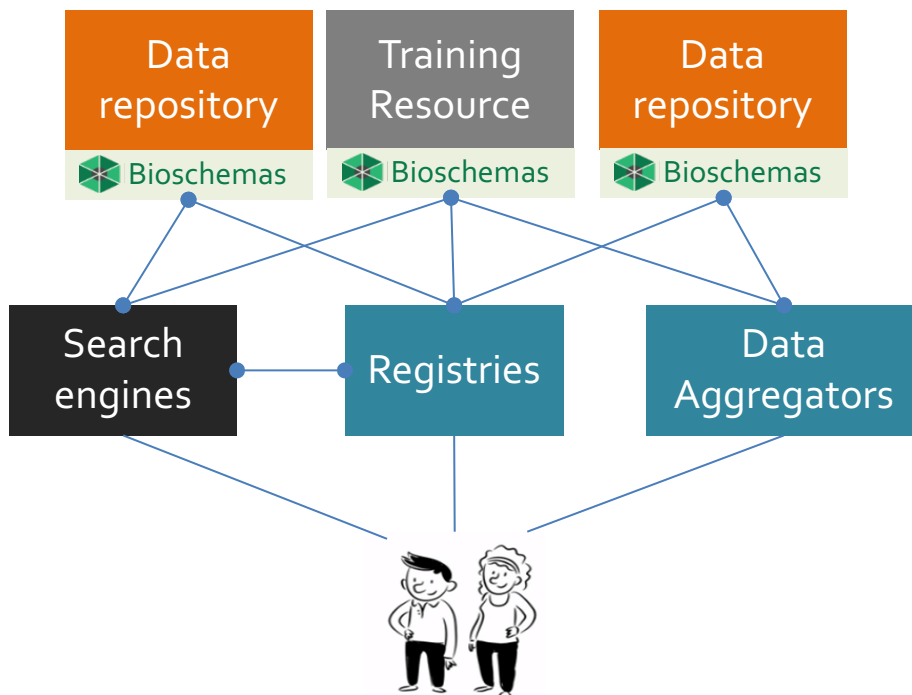 Data
repository
Bioschemas
Training
Resource
Bioschemas
Data
repository
Bioschemas
Search
engines
Registries
Data
Aggregators